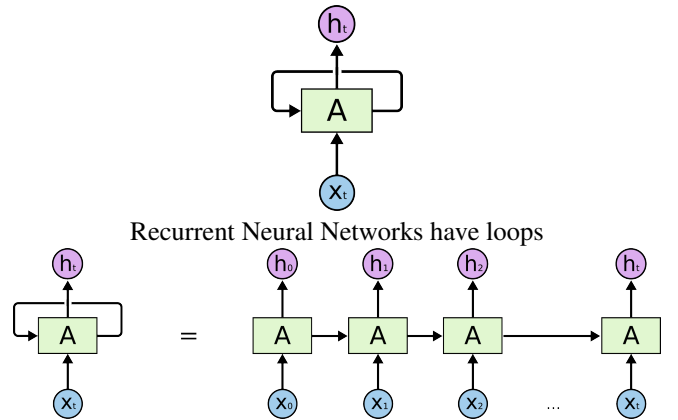 hₜ
A
xₜ
Recurrent Neural Networks have loops
hₜ h₀ h₁ h₂ hₜ
A = A A A A
xₜ x₀ x₁ x₂ ... xₜ